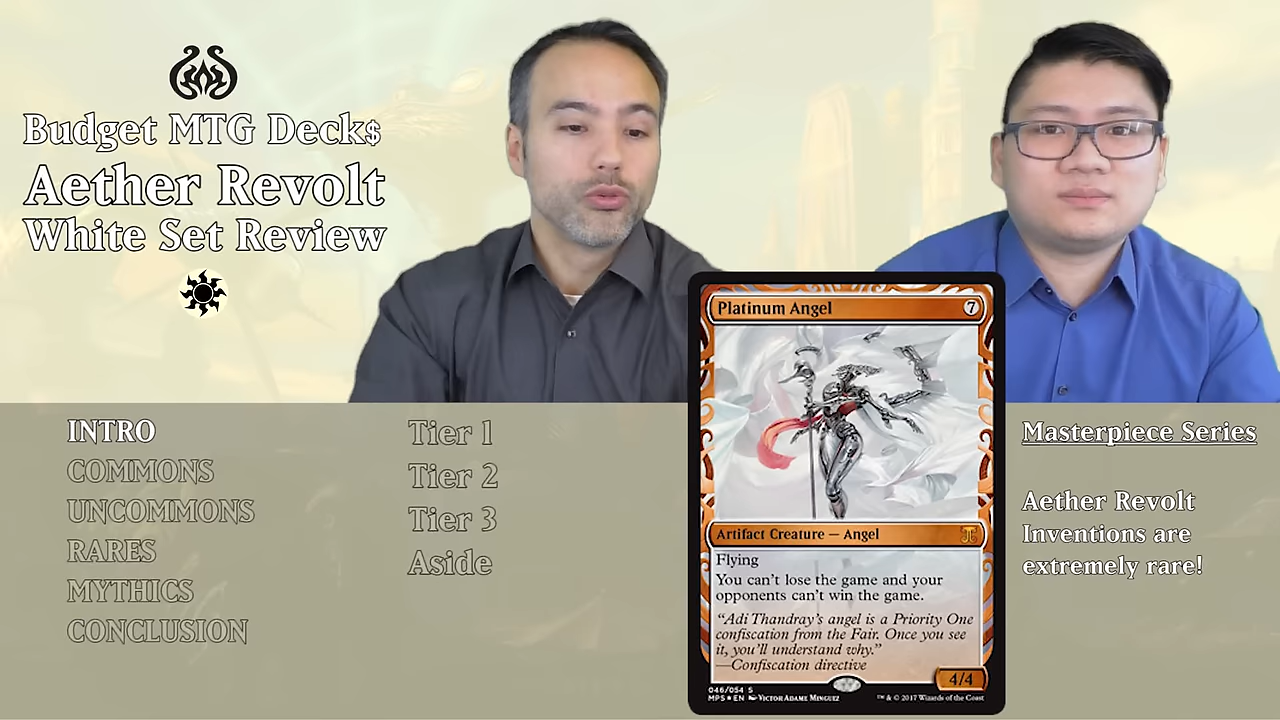 Budget MTG Deck$
Aether Revolt
White Set Review
INTRO
COMMONS
UNCOMMONS
RARES
MYTHICS
CONCLUSION
Tier 1
Tier 2
Tier 3
Aside
Platinum Angel 7
Artifact Creature — Angel
Flying
You can't lose the game and your
opponents can't win the game.
"Adi Thandray's angel is a Priority One
confiscation from the Fair. Once you see
it, you'll understand why."
—Confiscation directive
4/4
046/054 S
MPS ★ EN Victor Adame Minguez
™ & © 2017 Wizards of the Coast
Masterpiece Series
Aether Revolt
Inventions are
extremely rare!